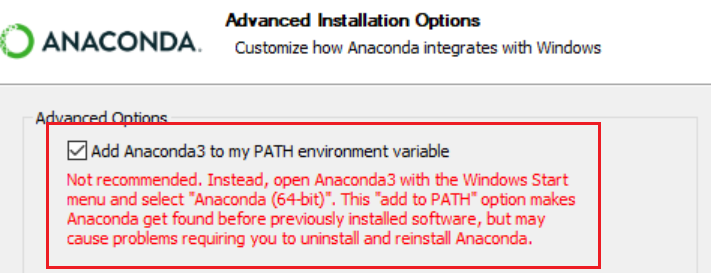 Advanced Installation Options
ANACONDA.
Customize how Anaconda integrates with Windows
Advanced Options
Add Anaconda3 to my PATH environment variable
Not recommended. Instead, open Anaconda3 with the Windows Start
menu and select "Anaconda (64-bit)". This "add to PATH" option makes
Anaconda get found before previously installed software, but may
cause problems requiring you to uninstall and reinstall Anaconda.